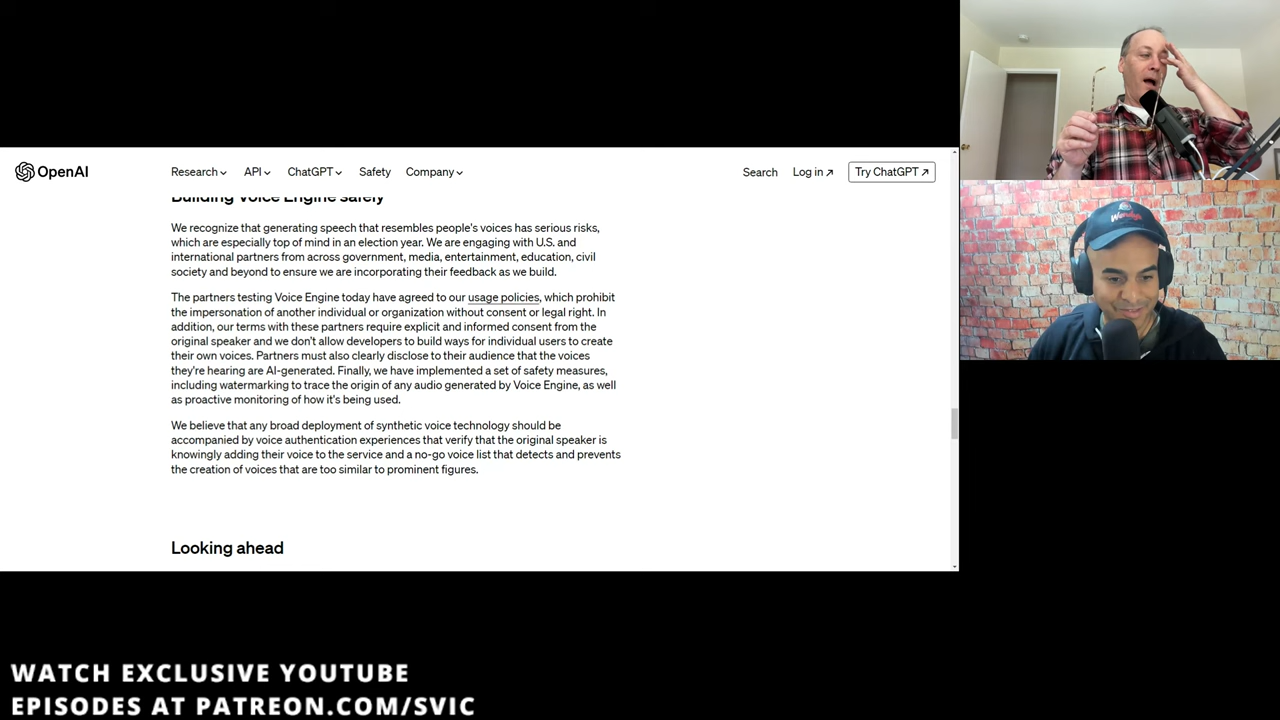 OpenAI
Research API ChatGPT Safety Company Search Log in ↗ Try ChatGPT ↗
Building Voice Engine safely
We recognize that generating speech that resembles people's voices has serious risks,
which are especially top of mind in an election year. We are engaging with U.S. and
international partners from across government, media, entertainment, education, civil
society and beyond to ensure we are incorporating their feedback as we build.
The partners testing Voice Engine today have agreed to our usage policies, which prohibit
the impersonation of another individual or organization without consent or legal right. In
addition, our terms with these partners require explicit and informed consent from the
original speaker and we don't allow developers to build ways for individual users to create
their own voices. Partners must also clearly disclose to their audience that the voices
they're hearing are AI-generated. Finally, we have implemented a set of safety measures,
including watermarking to trace the origin of any audio generated by Voice Engine, as well
as proactive monitoring of how it's being used.
We believe that any broad deployment of synthetic voice technology should be
accompanied by voice authentication experiences that verify that the original speaker is
knowingly adding their voice to the service and a no-go voice list that detects and prevents
the creation of voices that are too similar to prominent figures.
Looking ahead
Wendy's
WATCH EXCLUSIVE YOUTUBE
EPISODES AT PATREON.COM/SVIC